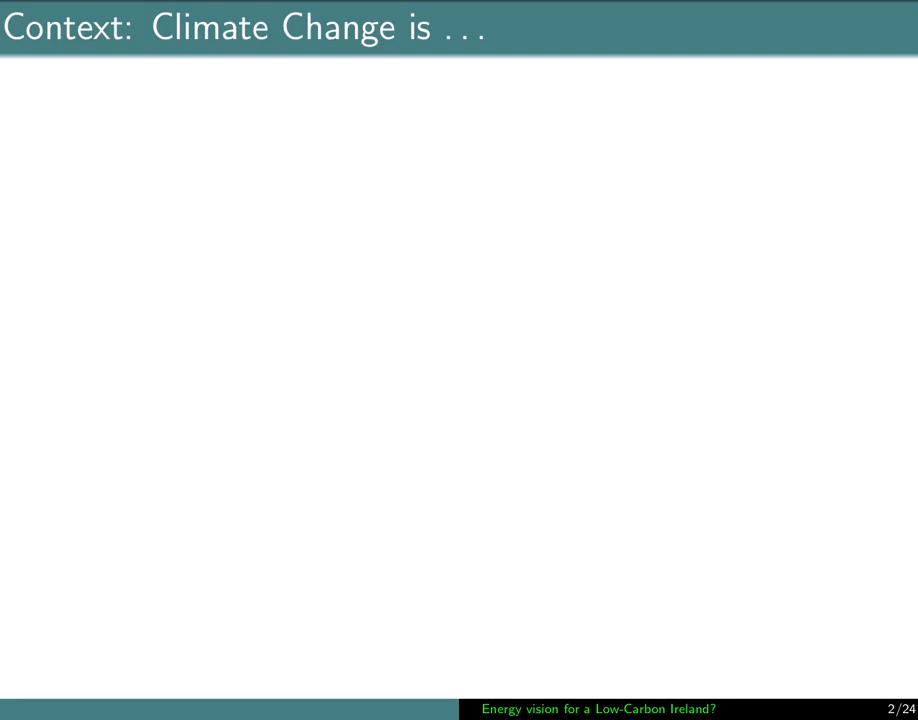 Context: Climate Change is . . .
Energy vision for a Low-Carbon Ireland?
2/24